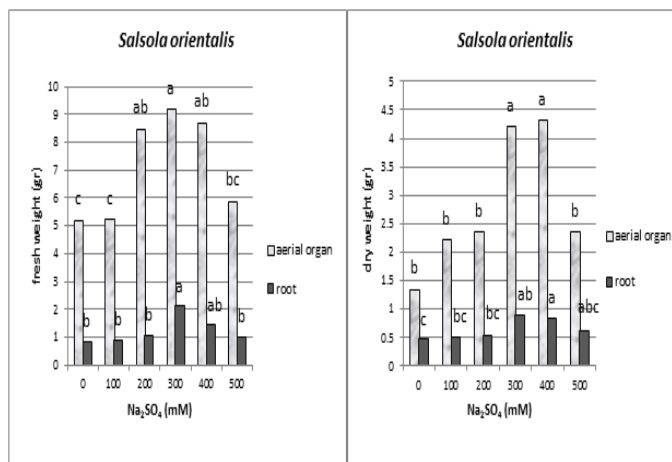 Salsola orientalis
fresh weight (gr)
10
9
8
7
6
5
4
3
2
1
0
c
b
c
b
ab
b
a
a
ab
ab
bc
b
0 100 200 300 400 500
Na₂SO₄ (mM)
aerial organ
root
Salsola orientalis
dry weight (gr)
5
4.5
4
3.5
3
2.5
2
1.5
1
0.5
0
b
c
b
bc
b
bc
a
ab
a
a
b
abc
0 100 200 300 400 500
Na₂SO₄ (mM)
aerial organ
root